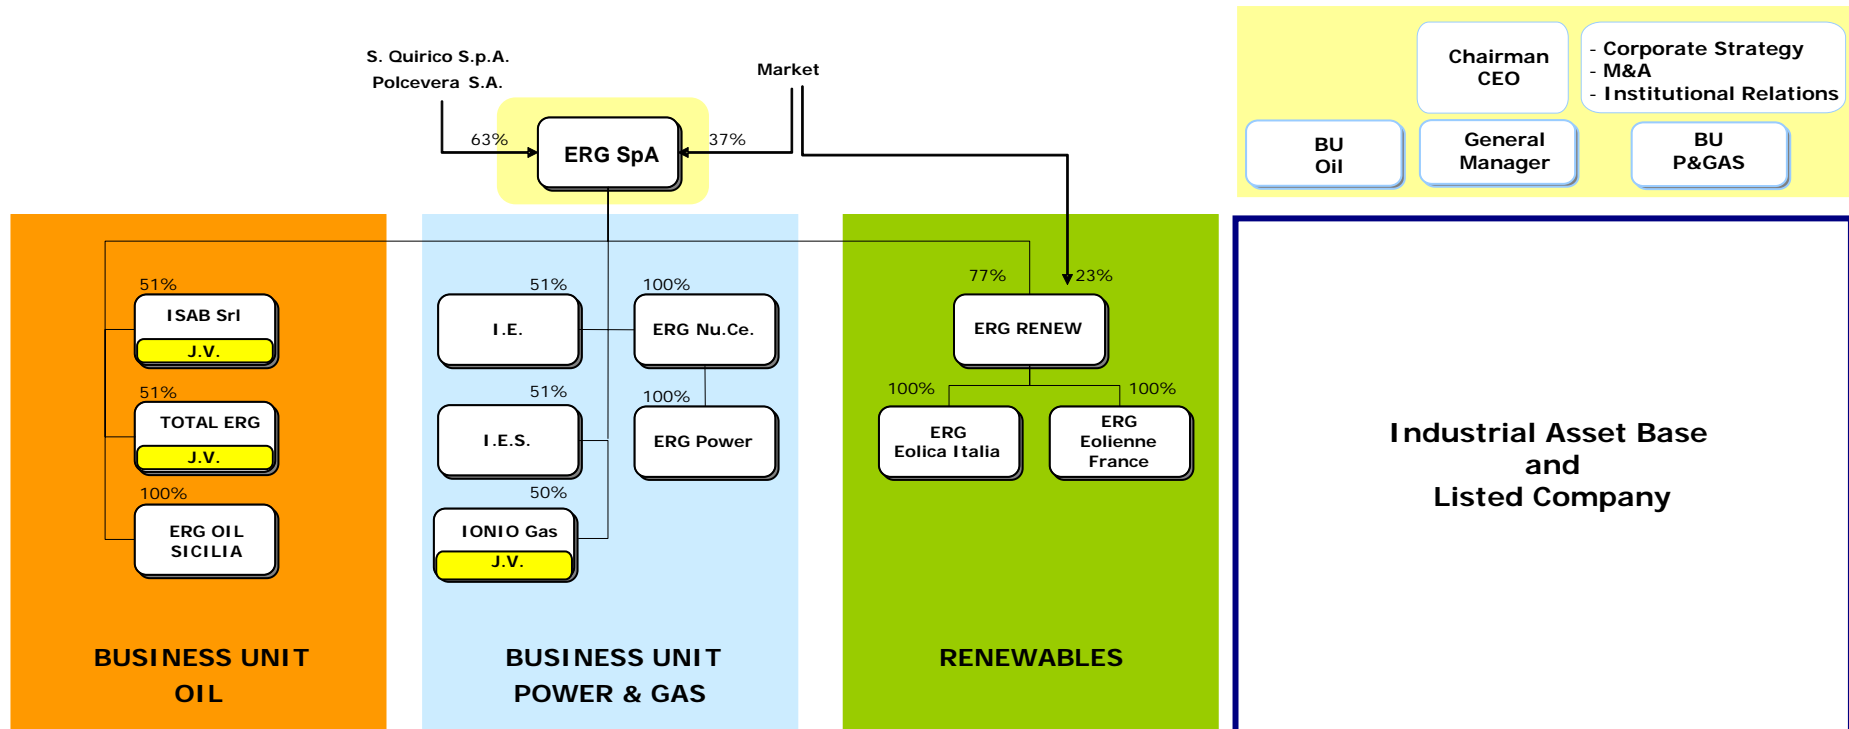 S. Quirico S.p.A.
Polcevera S.A.
Market
63%
ERG SpA
37%
Chairman
CEO
- Corporate Strategy
- M&A
- Institutional Relations
BU
Oil
General
Manager
BU
P&GAS
51%
ISAB Srl
J.V.
51%
TOTAL ERG
J.V.
100%
ERG OIL
SICILIA
BUSINESS UNIT
OIL
51%
I.E.
100%
ERG Nu.Ce.
51%
I.E.S.
100%
ERG Power
50%
IONIO Gas
J.V.
BUSINESS UNIT
POWER & GAS
77%
23%
ERG RENEW
100%
ERG
Eolica Italia
100%
ERG
Eolienne
France
RENEWABLES
Industrial Asset Base
and
Listed Company